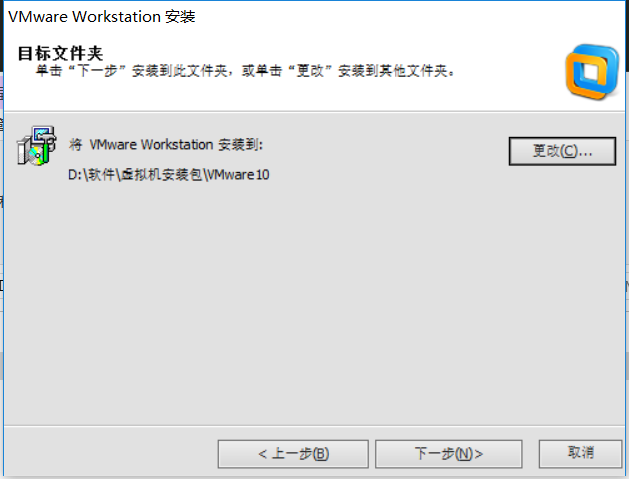 VMware Workstation 安装
目标文件夹
单击“下一步”安装到此文件夹，或单击“更改”安装到其他文件夹。
将 VMware Workstation 安装到:
更改(C)...
D:\软件\虚拟机安装包\VMware10
< 上一步(B)
下一步(N)>
取消